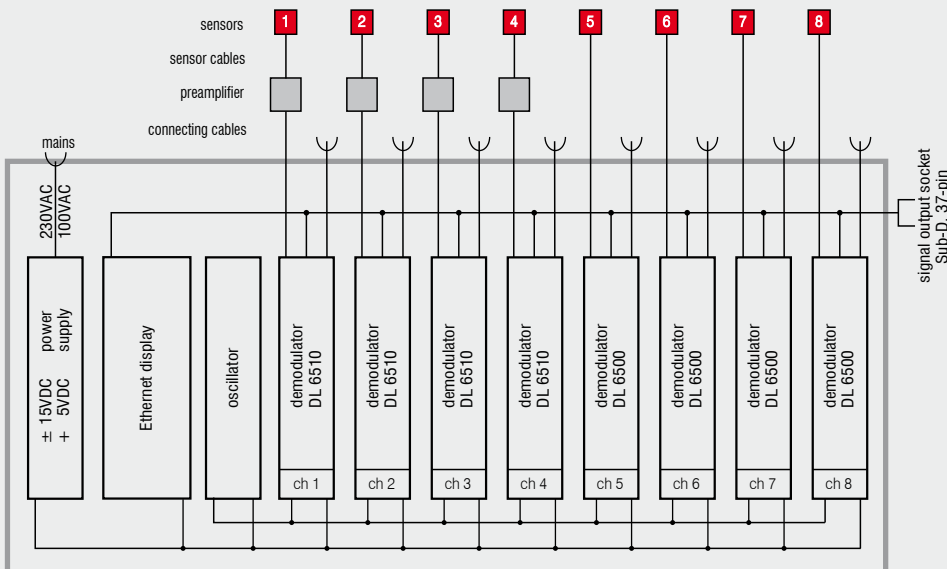 sensors
1 2 3 4 5 6 7 8
sensor cables
preamplifier
connecting cables
mains
230VAC
100VAC
signal output socket
Sub-D, 37-pin
± 15VDC power
+ 5VDC supply
Ethernet display
oscillator
demodulator
DL 6510
demodulator
DL 6510
demodulator
DL 6510
demodulator
DL 6510
demodulator
DL 6500
demodulator
DL 6500
demodulator
DL 6500
demodulator
DL 6500
ch 1 ch 2 ch 3 ch 4 ch 5 ch 6 ch 7 ch 8